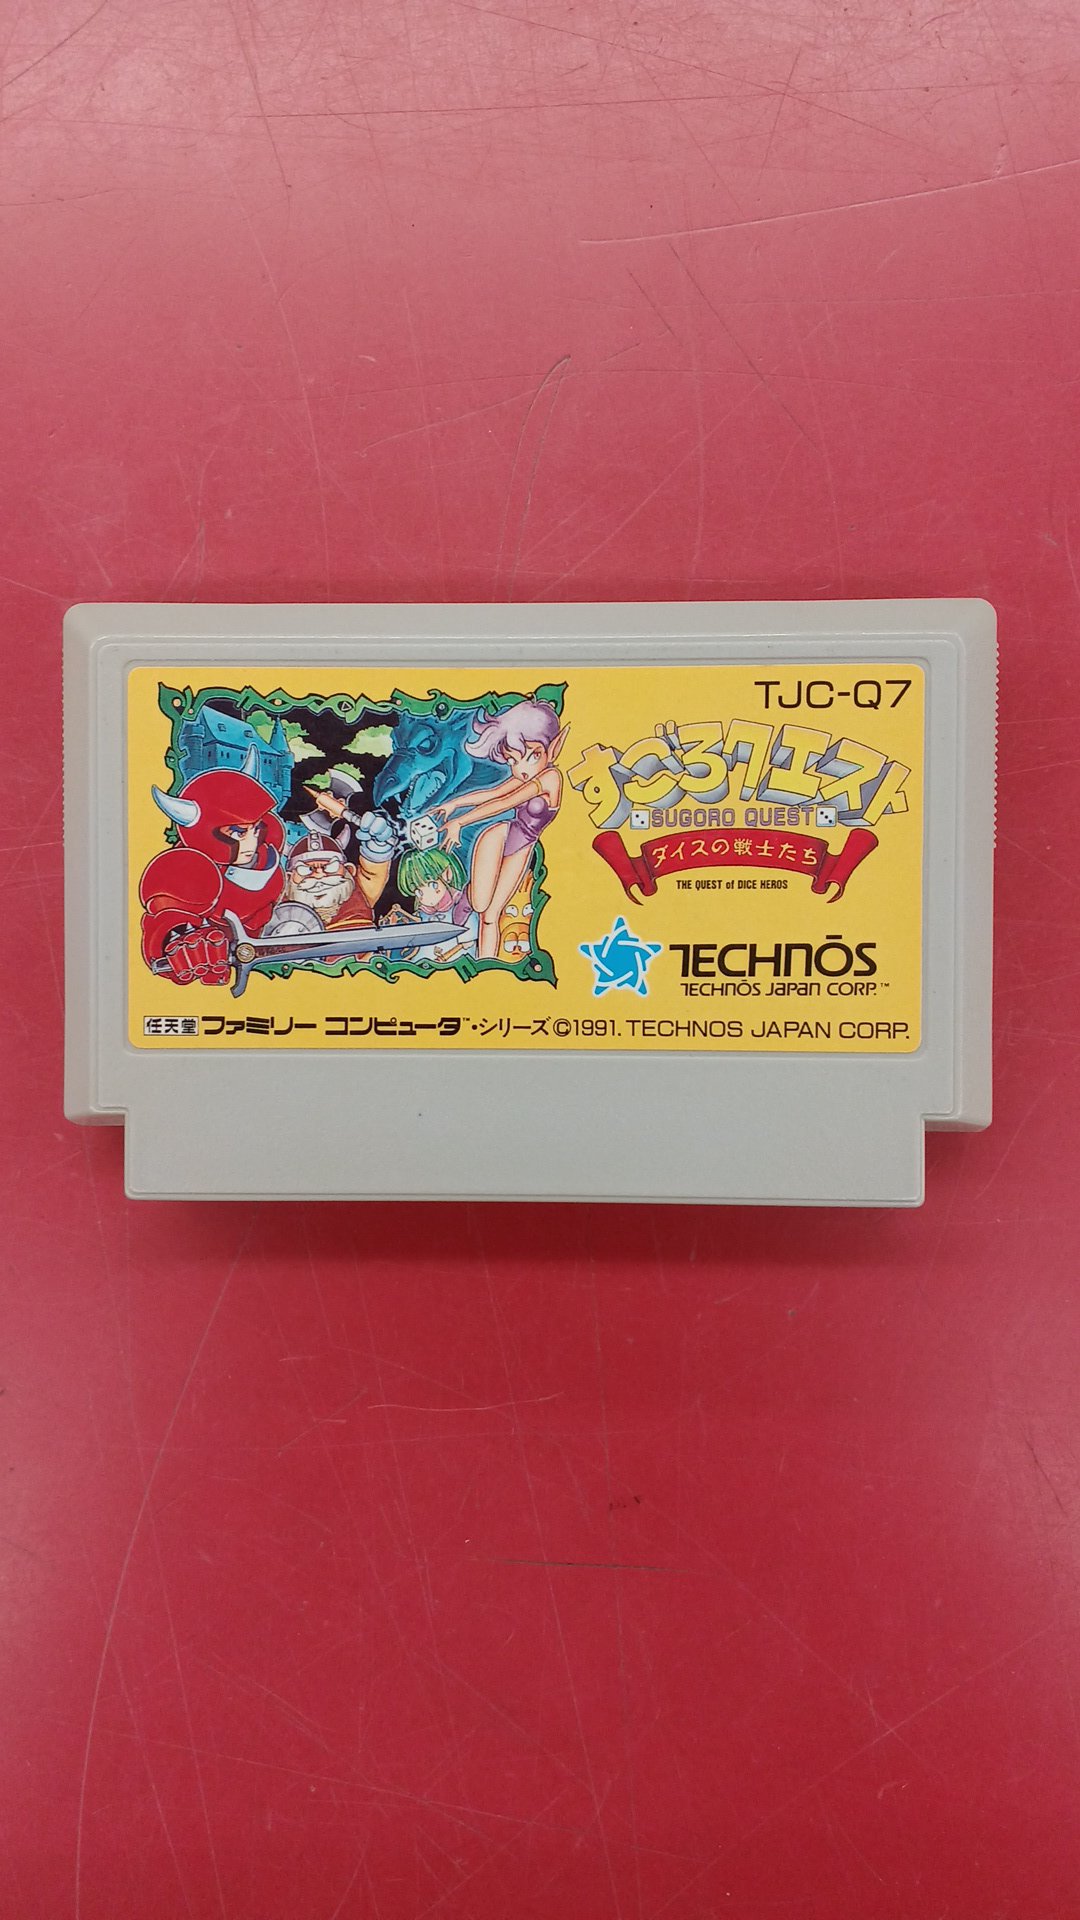 TJC-Q7
すごろクエスト
SUGORO QUEST
ダイスの戦士たち
THE QUEST of DICE HEROS
TECHNŌS
TECHNŌS JAPAN CORP.™
任天堂 ファミリー コンピュータ™・シリーズ©1991. TECHNOS JAPAN CORP.